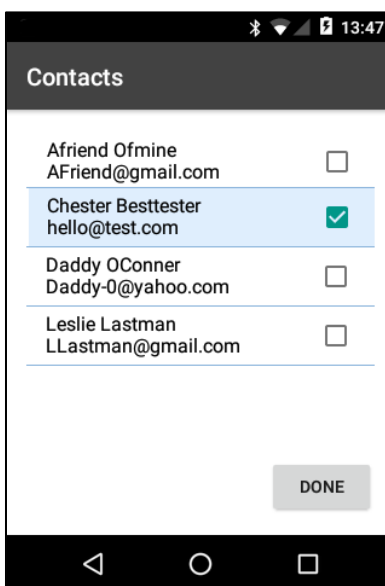 13:47
Contacts
Afriend Ofmine
AFriend@gmail.com
Chester Besttester
hello@test.com
Daddy OConner
Daddy-0@yahoo.com
Leslie Lastman
LLastman@gmail.com
DONE